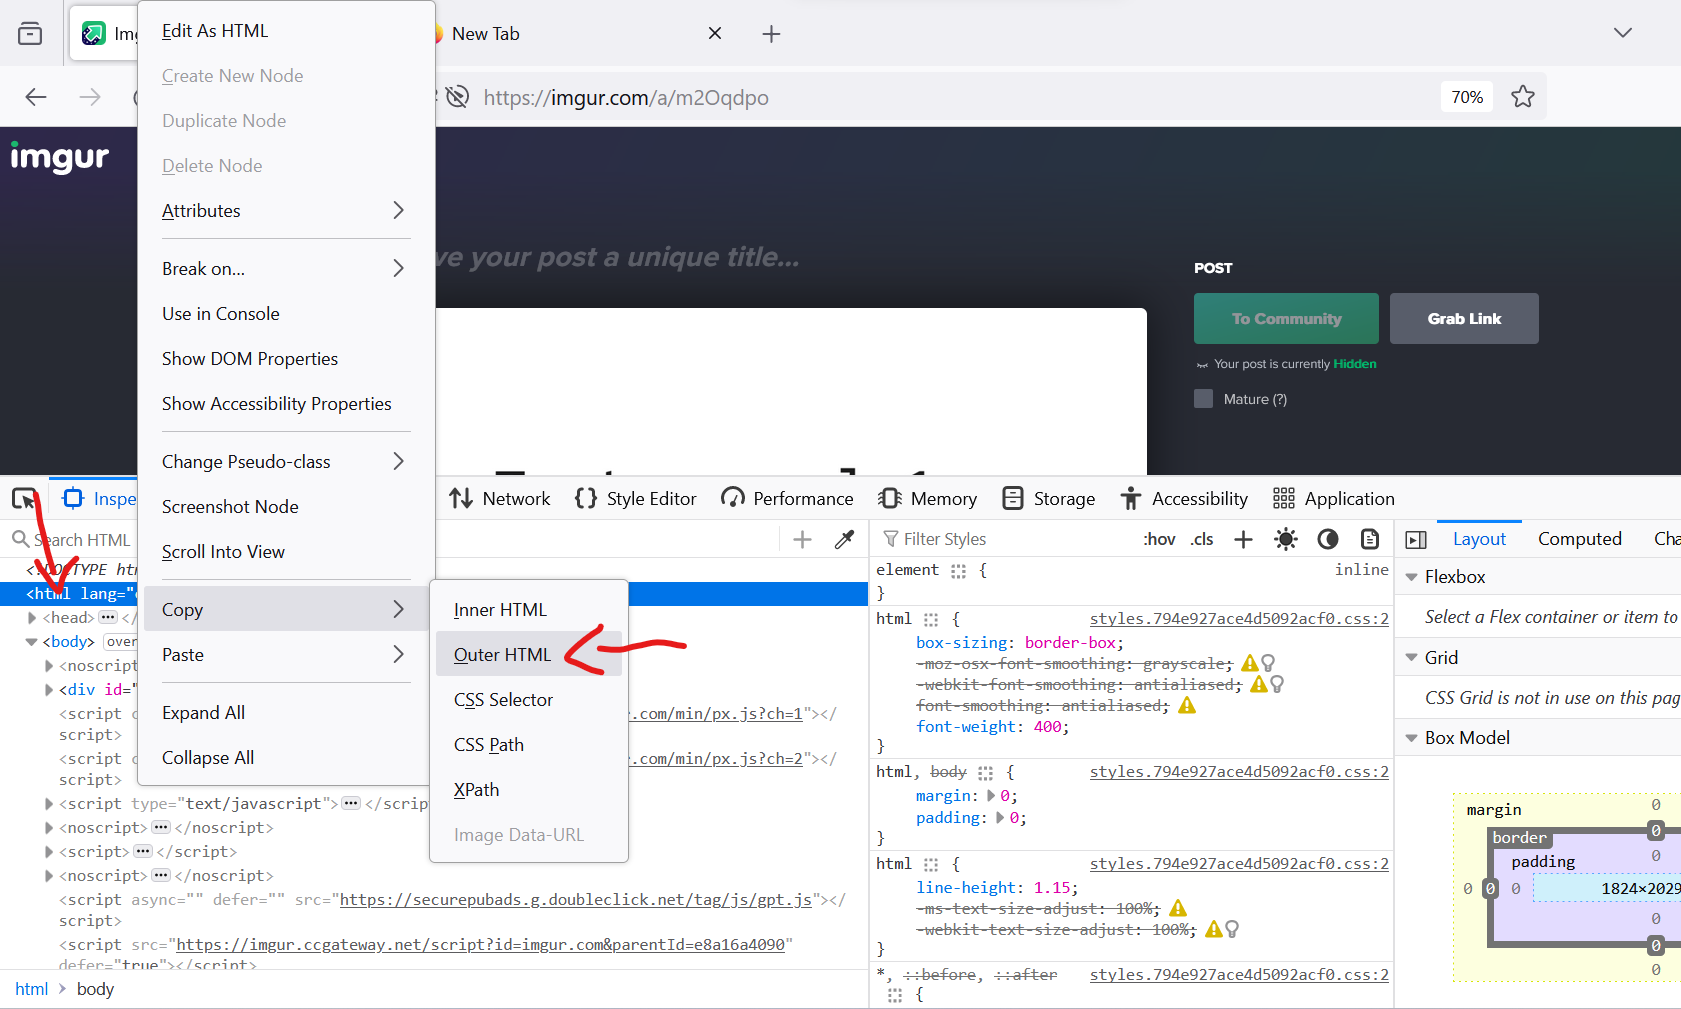 Im
New Tab
https://imgur.com/a/m2Oqdpo
70%
imgur
ve your post a unique title...
POST
To Community
Grab Link
Your post is currently Hidden
Mature (?)
Edit As HTML
Create New Node
Duplicate Node
Delete Node
Attributes
Break on...
Use in Console
Show DOM Properties
Show Accessibility Properties
Change Pseudo-class
Screenshot Node
Scroll Into View
Copy
Paste
Expand All
Collapse All
Inner HTML
Outer HTML
CSS Selector
CSS Path
XPath
Image Data-URL
Inspe
Network
Style Editor
Performance
Memory
Storage
Accessibility
Application
Search HTML
<!DOCTYPE htm
<html lang="e
<head> ••• </
<body> over
<noscript
<div id="
<script c
r.com/min/px.js?ch=1"></
script>
<script c
r.com/min/px.js?ch=2"></
script>
<script type="text/javascript"> ••• </scrip
<noscript> ••• </noscript>
<script> ••• </script>
<noscript> ••• </noscript>
<script async="" defer="" src="https://securepubads.g.doubleclick.net/tag/js/gpt.js"></
script>
<script src="https://imgur.ccgateway.net/script?id=imgur.com&parentId=e8a16a4090"
defer="true"></script>
html > body
Filter Styles
:hov .cls
element { inline
}
html { styles.794e927ace4d5092acf0.css:2
box-sizing: border-box;
-moz-osx-font-smoothing: grayscale;
-webkit-font-smoothing: antialiased;
font-smoothing: antialiased;
font-weight: 400;
}
html, body { styles.794e927ace4d5092acf0.css:2
margin: 0;
padding: 0;
}
html { styles.794e927ace4d5092acf0.css:2
line-height: 1.15;
-ms-text-size-adjust: 100%;
-webkit-text-size-adjust: 100%;
}
*, ::before, ::after styles.794e927ace4d5092acf0.css:2
{
Layout
Computed
Cha
Flexbox
Select a Flex container or item to
Grid
CSS Grid is not in use on this pag
Box Model
margin 0
border 0
padding 0
0 0 0 1824×2029
0
0
0